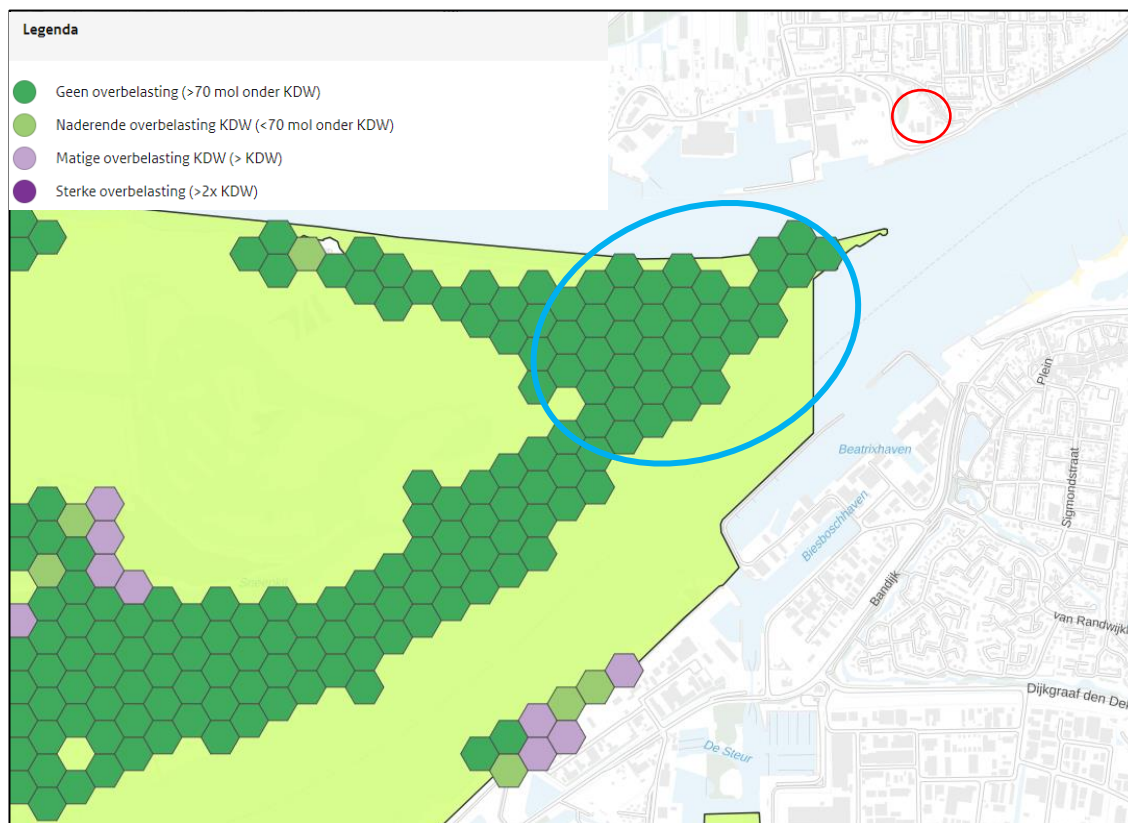 Legenda
Geen overbelasting (>70 mol onder KDW)
Naderende overbelasting KDW (<70 mol onder KDW)
Matige overbelasting KDW (> KDW)
Sterke overbelasting (>2x KDW)
Plein
Beatrixhaven
Sigmondstraat
Biesboschhaven
Bandijk
van Randwijk
Dijkgraaf den De
De Steur